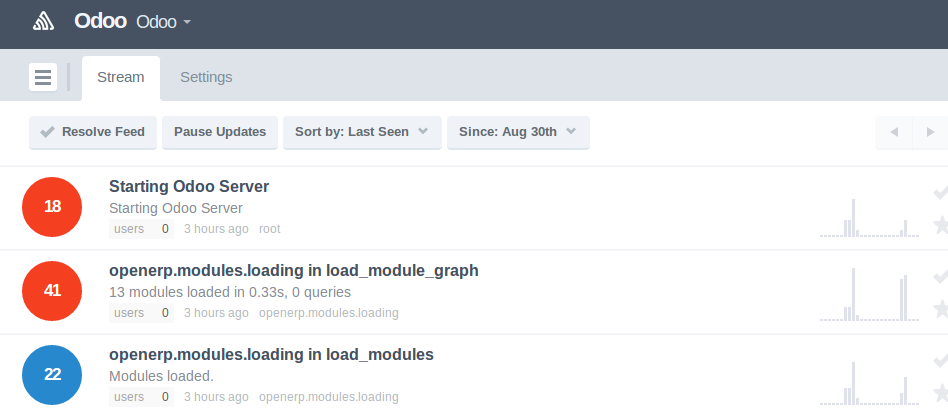 Odoo Odoo
Stream Settings
Resolve Feed Pause Updates Sort by: Last Seen Since: Aug 30th
18 Starting Odoo Server
Starting Odoo Server
users 0 3 hours ago root
41 openerp.modules.loading in load_module_graph
13 modules loaded in 0.33s, 0 queries
users 0 3 hours ago openerp.modules.loading
22 openerp.modules.loading in load_modules
Modules loaded.
users 0 3 hours ago openerp.modules.loading